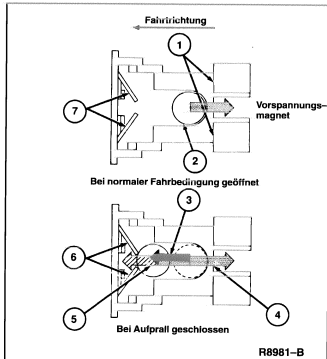 Fahrtrichtung
1
Vorspannungs-
magnet
7
2
Bei normaler Fahrbedingung geöffnet
3
6
5
4
Bei Aufprall geschlossen
R8981-B